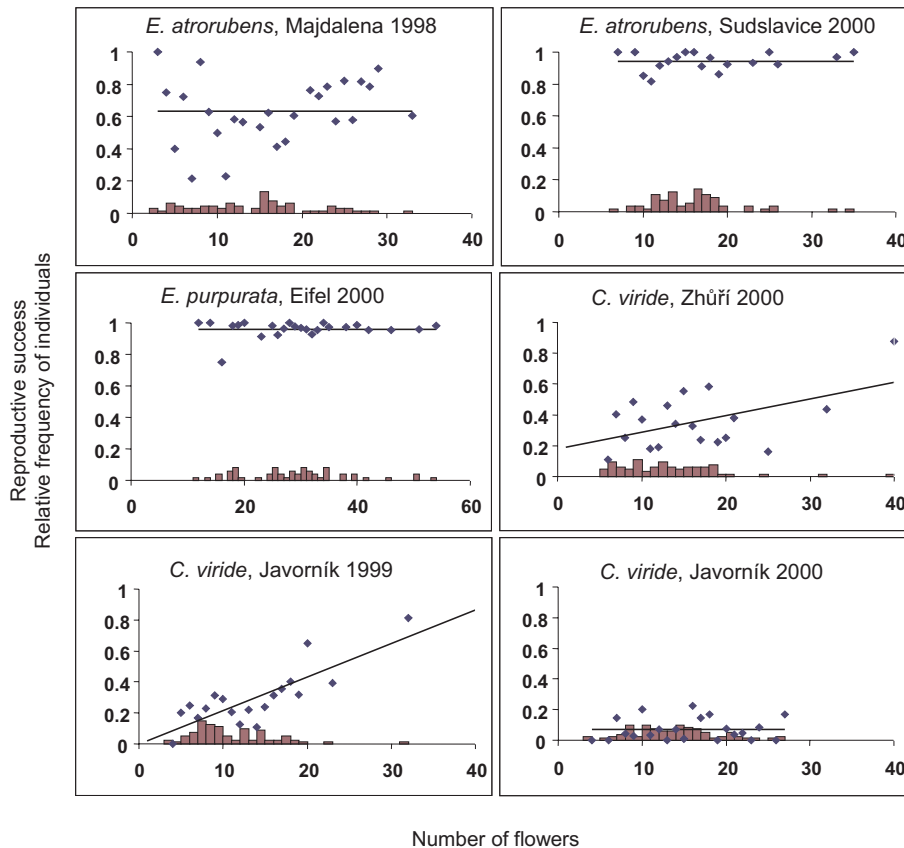 Reproductive success
Relative frequency of individuals
E. atrorubens, Majdalena 1998
1
0.8
0.6
0.4
0.2
0
0 10 20 30 40
E. atrorubens, Sudslavice 2000
1
0.8
0.6
0.4
0.2
0
0 10 20 30 40
E. purpurata, Eifel 2000
1
0.8
0.6
0.4
0.2
0
0 20 40 60
C. viride, Zhůří 2000
1
0.8
0.6
0.4
0.2
0
0 10 20 30 40
C. viride, Javorník 1999
1
0.8
0.6
0.4
0.2
0
0 10 20 30 40
C. viride, Javorník 2000
1
0.8
0.6
0.4
0.2
0
0 10 20 30 40
Number of flowers